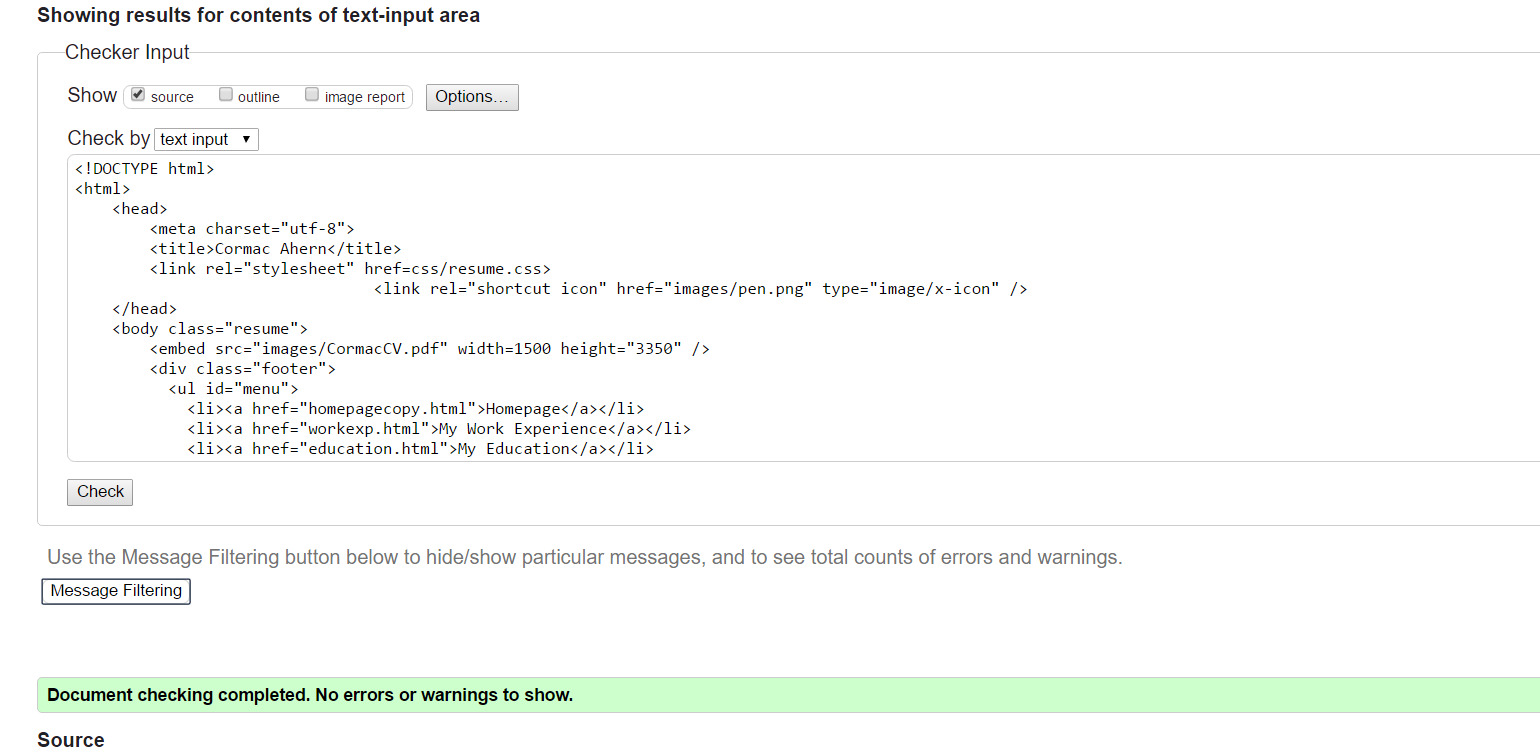 Showing results for contents of text-input area
Checker Input
Show source outline image report Options...
Check by text input
<!DOCTYPE html>
<html>
    <head>
        <meta charset="utf-8">
        <title>Cormac Ahern</title>
        <link rel="stylesheet" href=css/resume.css>
                                <link rel="shortcut icon" href="images/pen.png" type="image/x-icon" />
    </head>
    <body class="resume">
        <embed src="images/CormacCV.pdf" width=1500 height="3350" />
        <div class="footer">
          <ul id="menu">
            <li><a href="homepagecopy.html">Homepage</a></li>
            <li><a href="workexp.html">My Work Experience</a></li>
            <li><a href="education.html">My Education</a></li>
Check
Use the Message Filtering button below to hide/show particular messages, and to see total counts of errors and warnings.
Message Filtering
Document checking completed. No errors or warnings to show.
Source